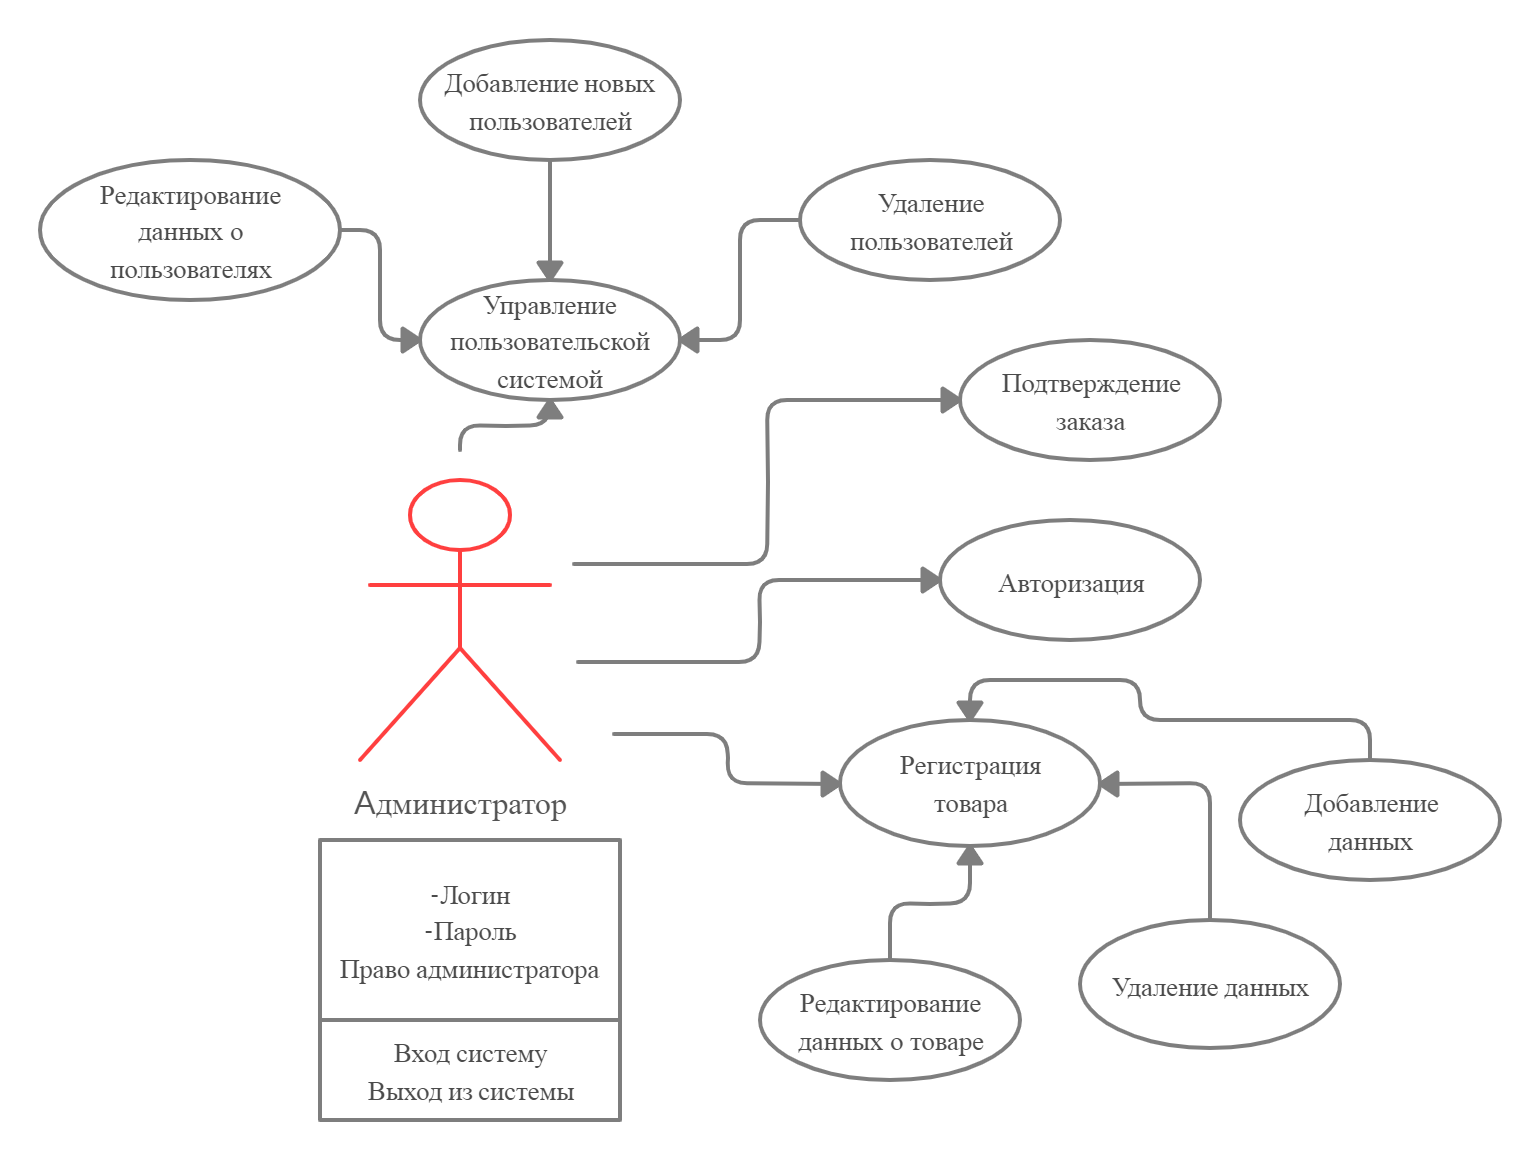 Добавление новых
пользователей
Редактирование
данных о
пользователях
Удаление
пользователей
Управление
пользовательской
системой
Подтверждение
заказа
Авторизация
Регистрация
товара
Добавление
данных
Администратор
-Логин
-Пароль
Право администратора
Вход систему
Выход из системы
Редактирование
данных о товаре
Удаление данных